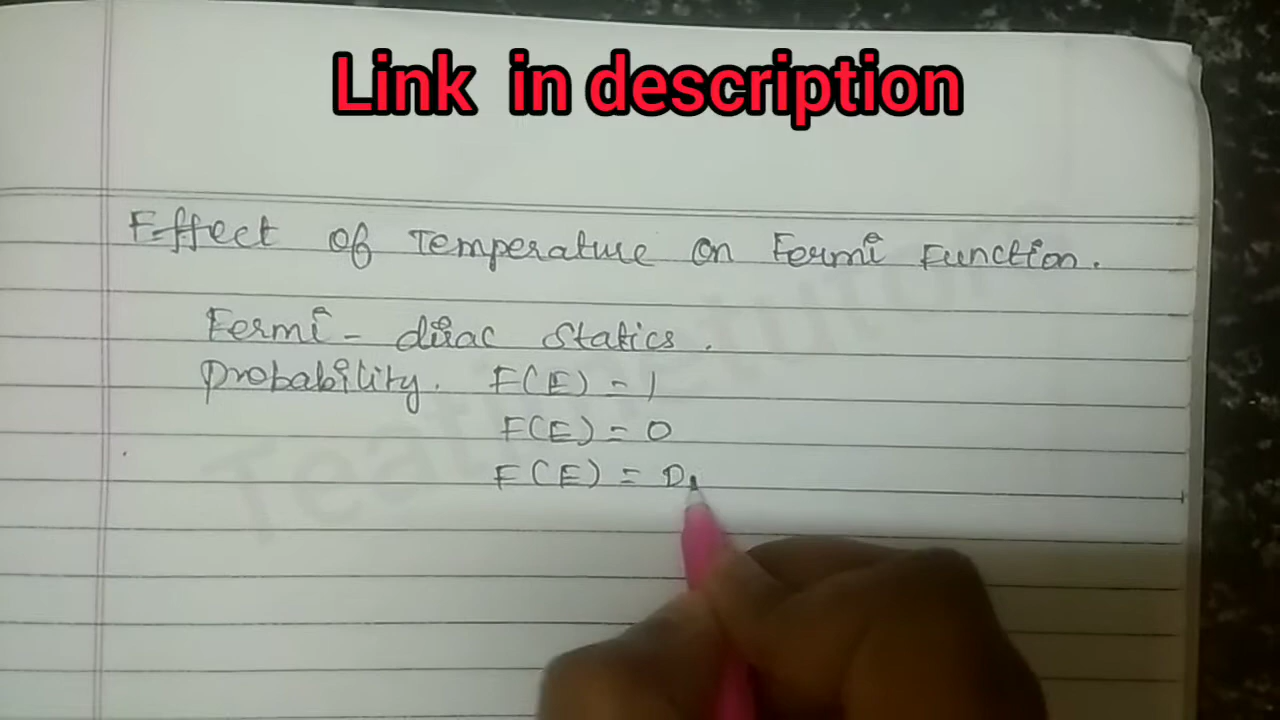 Link in description
Effect of Temperature on Fermi Function.
Fermi - dirac statics.
Probability. F(E) = 1
F(E) = 0
F(E) = 0.